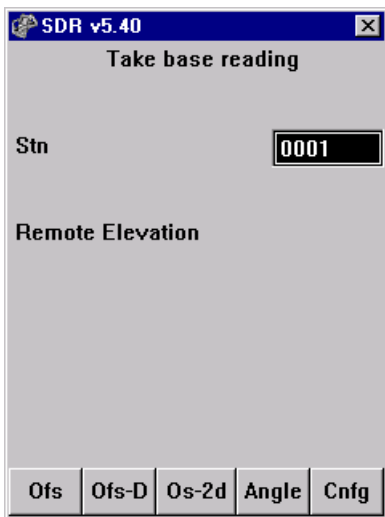 SDR v5.40
Take base reading
Stn 0001
Remote Elevation
Ofs Ofs-D Os-2d Angle Cnfg